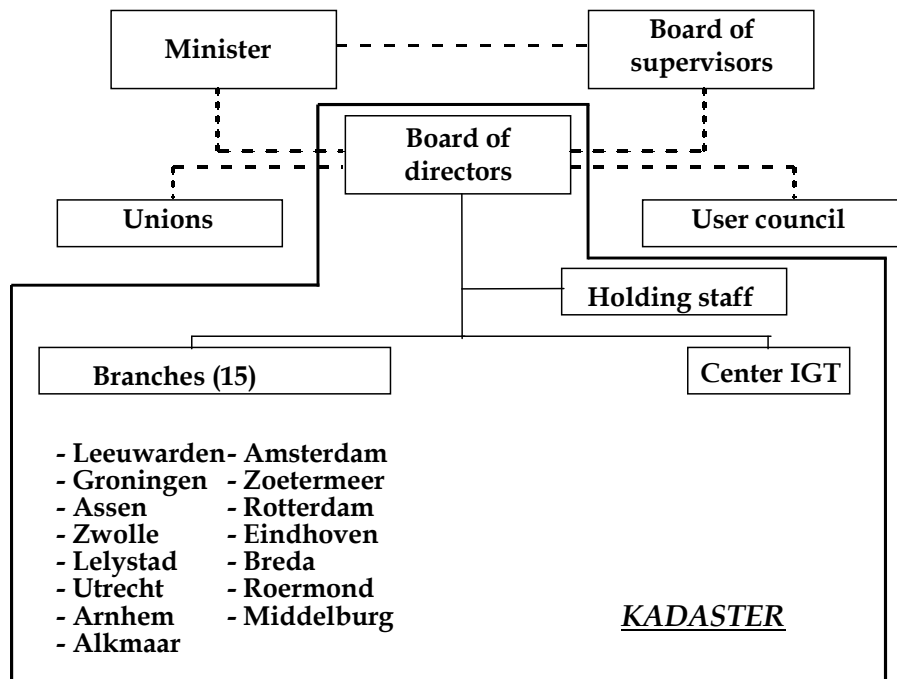 Minister
Board of
supervisors
Board of
directors
Unions
User council
Holding staff
Branches (15)
Center IGT
- Leeuwarden
- Groningen
- Assen
- Zwolle
- Lelystad
- Utrecht
- Arnhem
- Alkmaar
- Amsterdam
- Zoetermeer
- Rotterdam
- Eindhoven
- Breda
- Roermond
- Middelburg
KADASTER